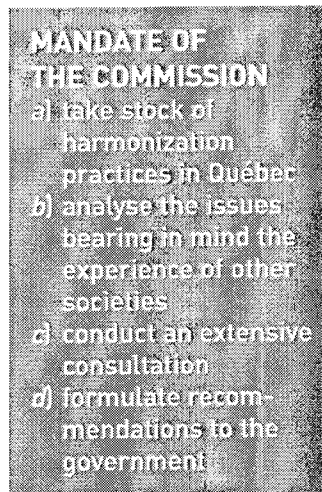 MANDATE OF
THE COMMISSION
a) take stock of
harmonization
practices in Québec
b) analyse the issues
bearing in mind the
experience of other
societies
c) conduct an extensive
consultation
d) formulate recom-
mendations to the
government